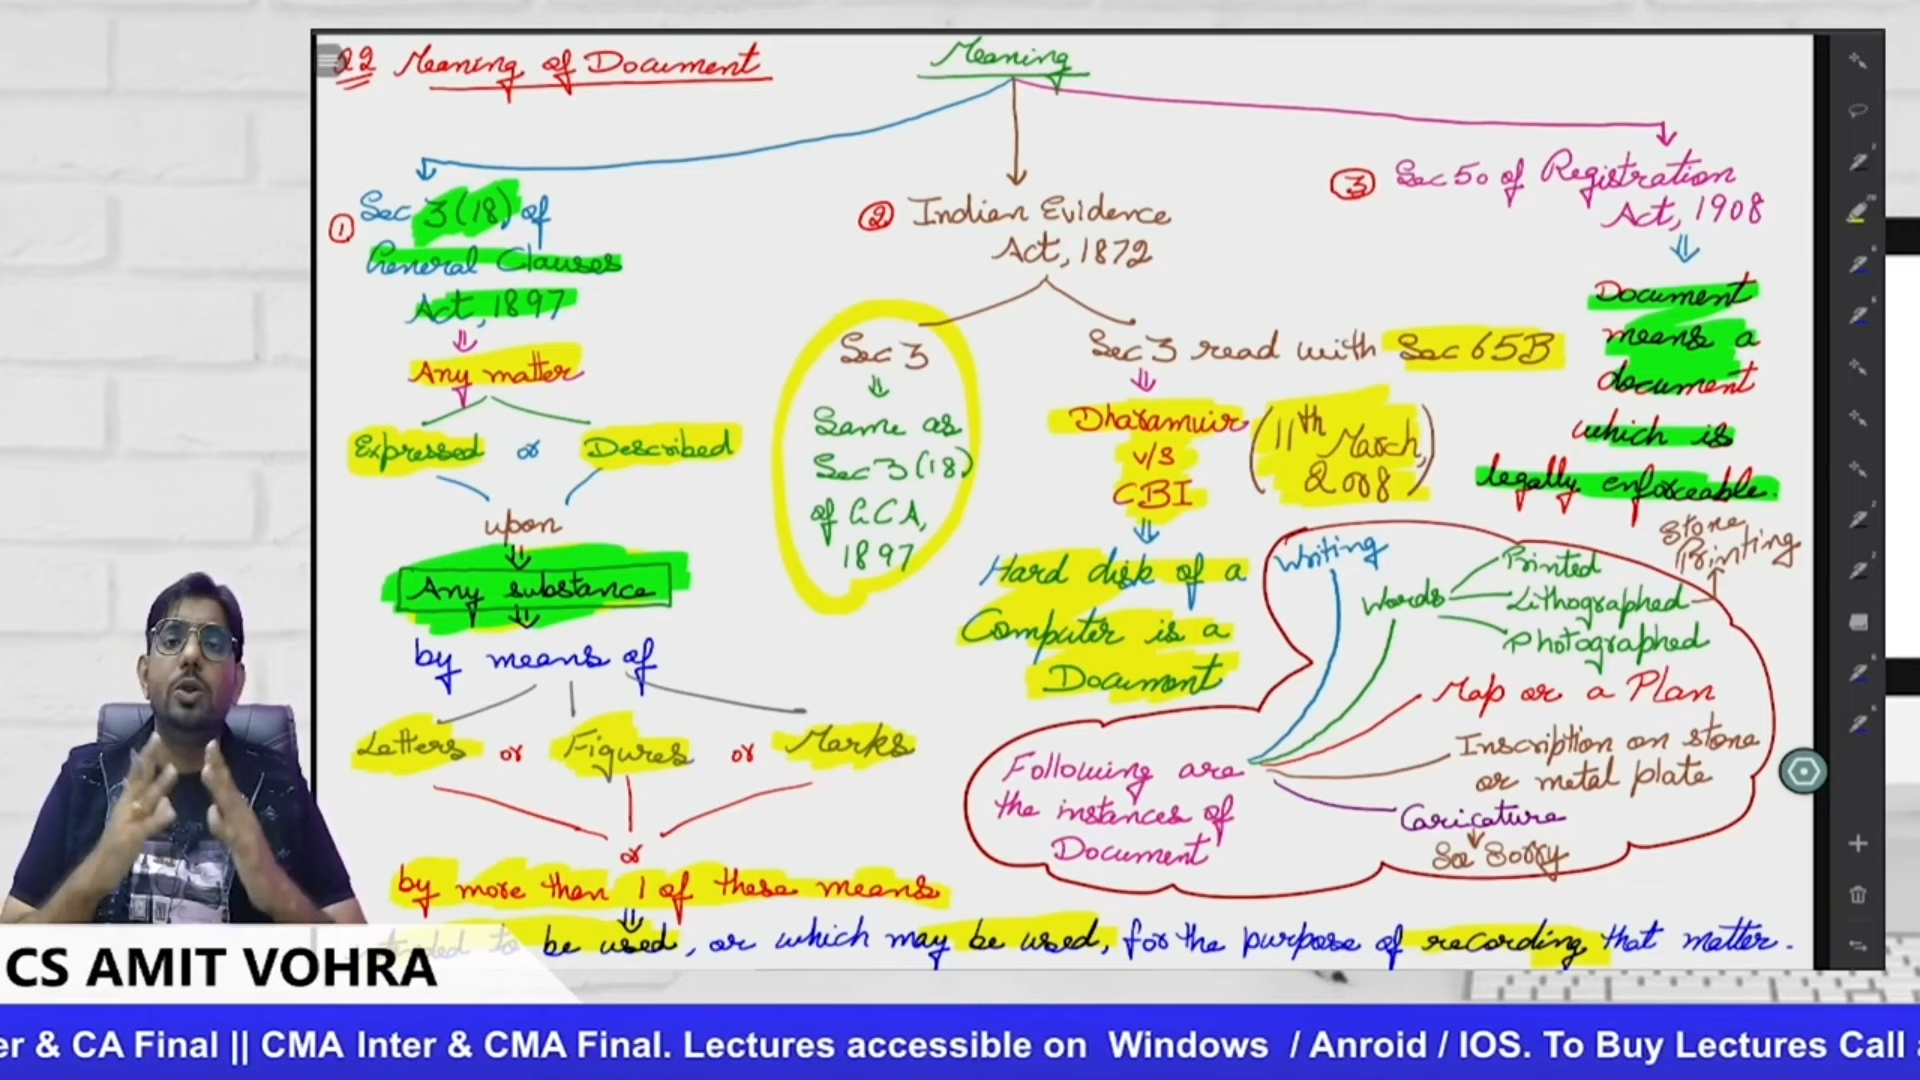 22 Meaning of Document
Meaning
① Sec 3(18) of
General Clauses
Act, 1897
Any matter
Expressed or Described
upon
Any substance
by means of
Letters or Figures or Marks
or
by more than 1 of these means
to be used, or which may be used, for the purpose of recording that matter.
② Indian Evidence
Act, 1872
Sec 3
Same as
Sec 3(18)
of GCA,
1897
Sec 3 read with Sec 65B
Dharamvir
v/s
CBI
(11th March,
2008)
Hard disk of a
Computer is a
Document
③ Sec 50 of Registration
Act, 1908
Document
means a
document
which is
legally enforceable.
Following are
the instances of
Document
Writing
Words
Printed
Lithographed
Stone
Printing
Photographed
Map or a Plan
Inscription on stone
or metal plate
Caricature
Sorry
CS AMIT VOHRA
er & CA Final || CMA Inter & CMA Final. Lectures accessible on Windows / Anroid / IOS. To Buy Lectures Call